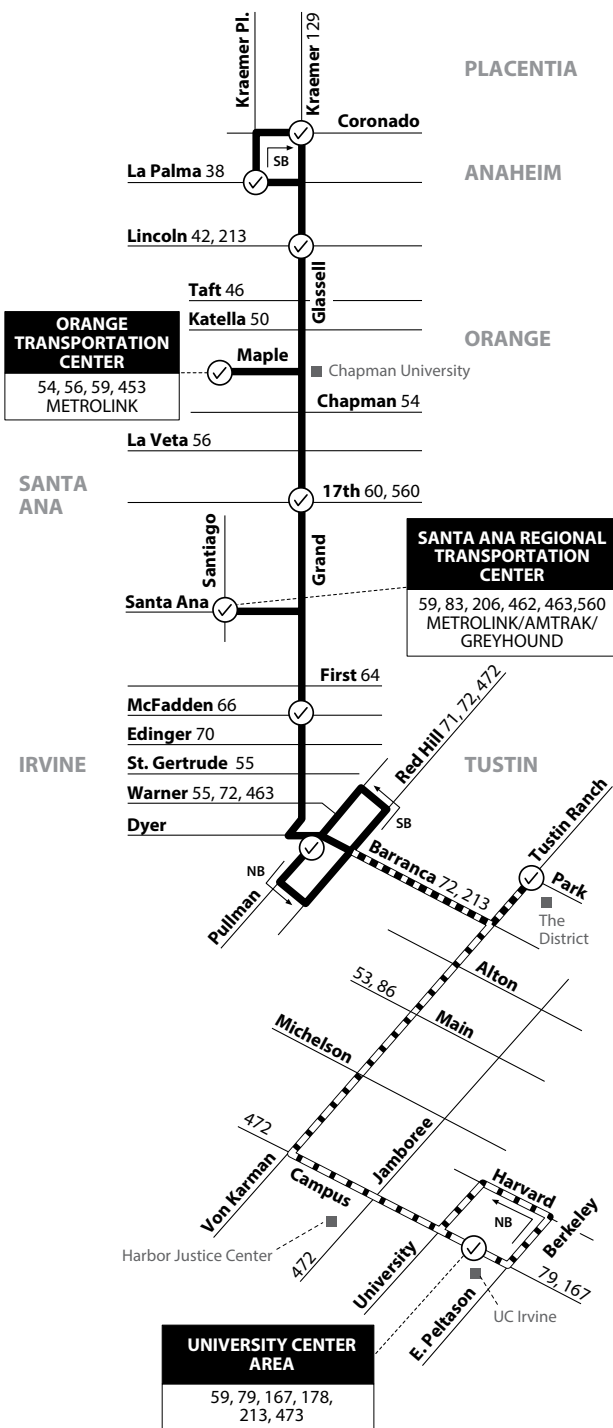 Kraemer Pl.
Kraemer 129
PLACENTIA
Coronado
SB
La Palma 38
ANAHEIM
Lincoln 42, 213
Glassell
Taft 46
Katella 50
ORANGE
ORANGE
TRANSPORTATION
CENTER
54, 56, 59, 453
METROLINK
Maple
Chapman University
Chapman 54
La Veta 56
SANTA
ANA
17th 60, 560
Santiago
Grand
SANTA ANA REGIONAL
TRANSPORTATION
CENTER
59, 83, 206, 462, 463,560
METROLINK/AMTRAK/
GREYHOUND
Santa Ana
First 64
McFadden 66
Edinger 70
Red Hill 71, 72, 472
IRVINE
TUSTIN
St. Gertrude 55
Warner 55, 72, 463
Dyer
SB
Tustin Ranch
NB
Pullman
Barranca 72, 213
Park
The
District
Alton
53, 86
Main
Michelson
472
Von Karman
Campus
Jamboree
Harvard
NB
Berkeley
Harbor Justice Center
472
University
79, 167
E. Peltason
UC Irvine
UNIVERSITY CENTER
AREA
59, 79, 167, 178,
213, 473